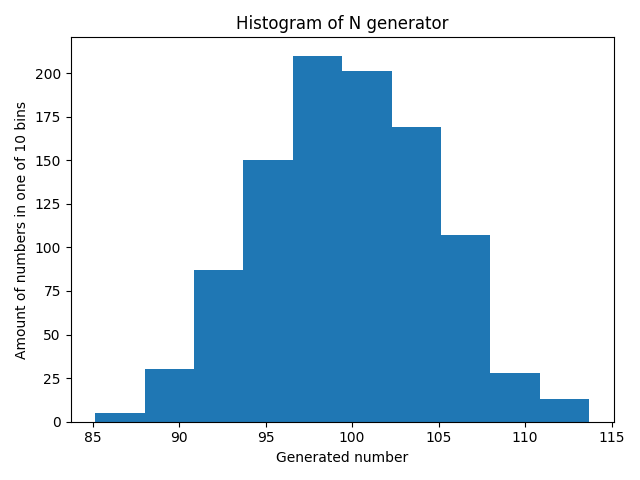 Histogram of N generator
Amount of numbers in one of 10 bins
200
175
150
125
100
75
50
25
0
85 90 95 100 105 110 115
Generated number